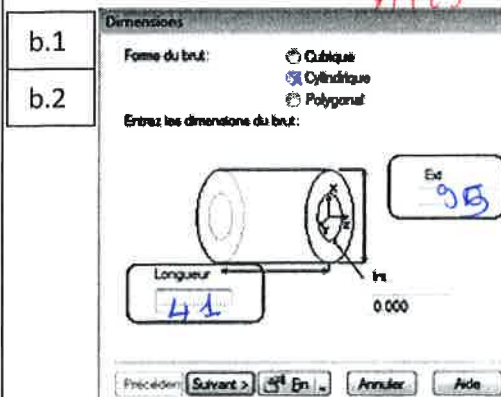 b.1
b.2
Dimensions
Forme du brut:
Cubique
Cylindrique
Polygonal
Entrez les dimensions du brut:
Ext
Longueur
41
Int
0.000
Précédent
Suivant >
Fin
Annuler
Aide